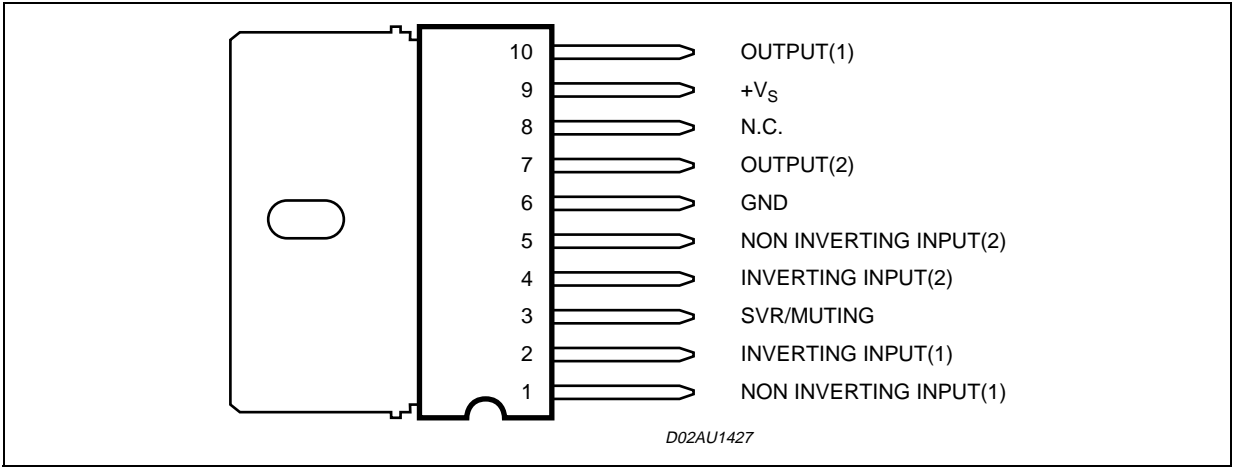 10 OUTPUT(1)
9 +VS
8 N.C.
7 OUTPUT(2)
6 GND
5 NON INVERTING INPUT(2)
4 INVERTING INPUT(2)
3 SVR/MUTING
2 INVERTING INPUT(1)
1 NON INVERTING INPUT(1)
D02AU1427